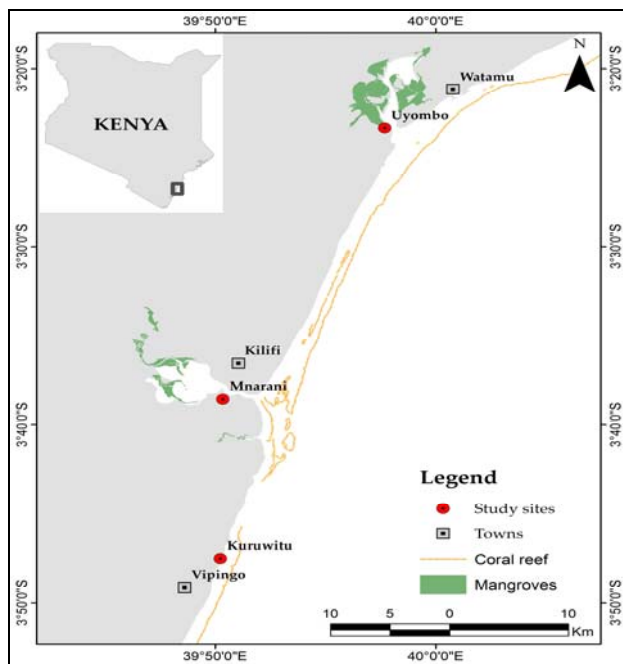 39°50'0"E
40°0'0"E
N
3°20'0"S
3°20'0"S
Watamu
Uyombo
KENYA
3°30'0"S
3°30'0"S
Kilifi
Mnarani
3°40'0"S
3°40'0"S
Legend
Study sites
Towns
Coral reef
Mangroves
Kuruwitu
Vipingo
3°50'0"S
3°50'0"S
10 5 0 10
Km
39°50'0"E
40°0'0"E